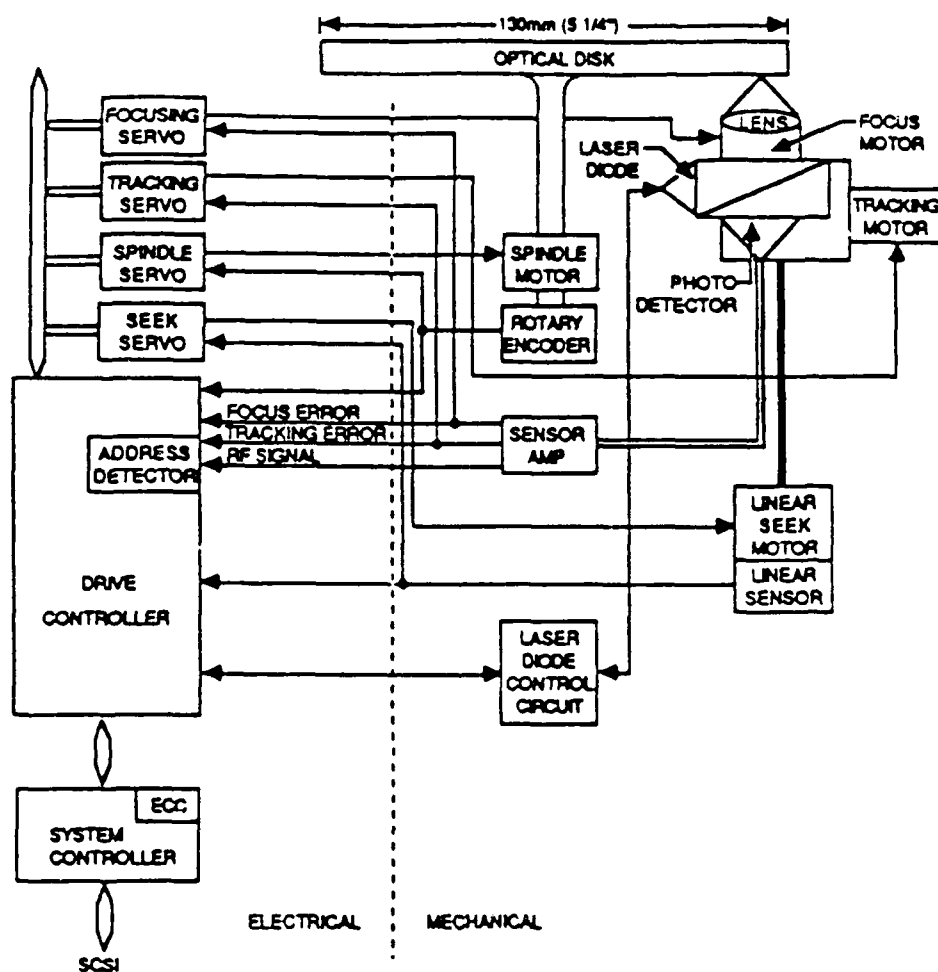 130mm (5 1/4")
OPTICAL DISK
FOCUSING
SERVO
LENS
FOCUS
MOTOR
LASER
DIODE
TRACKING
SERVO
TRACKING
MOTOR
SPINDLE
SERVO
SPINDLE
MOTOR
PHOTO
DETECTOR
SEEK
SERVO
ROTARY
ENCODER
FOCUS ERROR
TRACKING ERROR
RF SIGNAL
SENSOR
AMP
ADDRESS
DETECTOR
LINEAR
SEEK
MOTOR
LINEAR
SENSOR
DRIVE
CONTROLLER
LASER
DIODE
CONTROL
CIRCUIT
ECC
SYSTEM
CONTROLLER
ELECTRICAL
MECHANICAL
SCSI